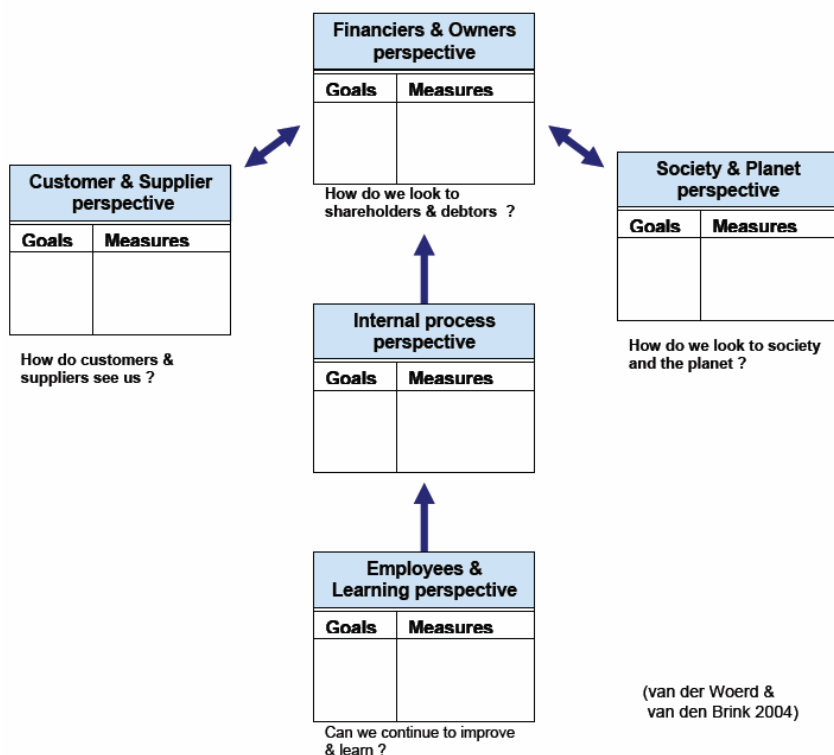 Financiers & Owners
perspective
Goals Measures
How do we look to
shareholders & debtors ?
Customer & Supplier
perspective
Goals Measures
How do customers &
suppliers see us ?
Society & Planet
perspective
Goals Measures
How do we look to society
and the planet ?
Internal process
perspective
Goals Measures
Employees &
Learning perspective
Goals Measures
Can we continue to improve
& learn ?
(van der Woerd &
van den Brink 2004)